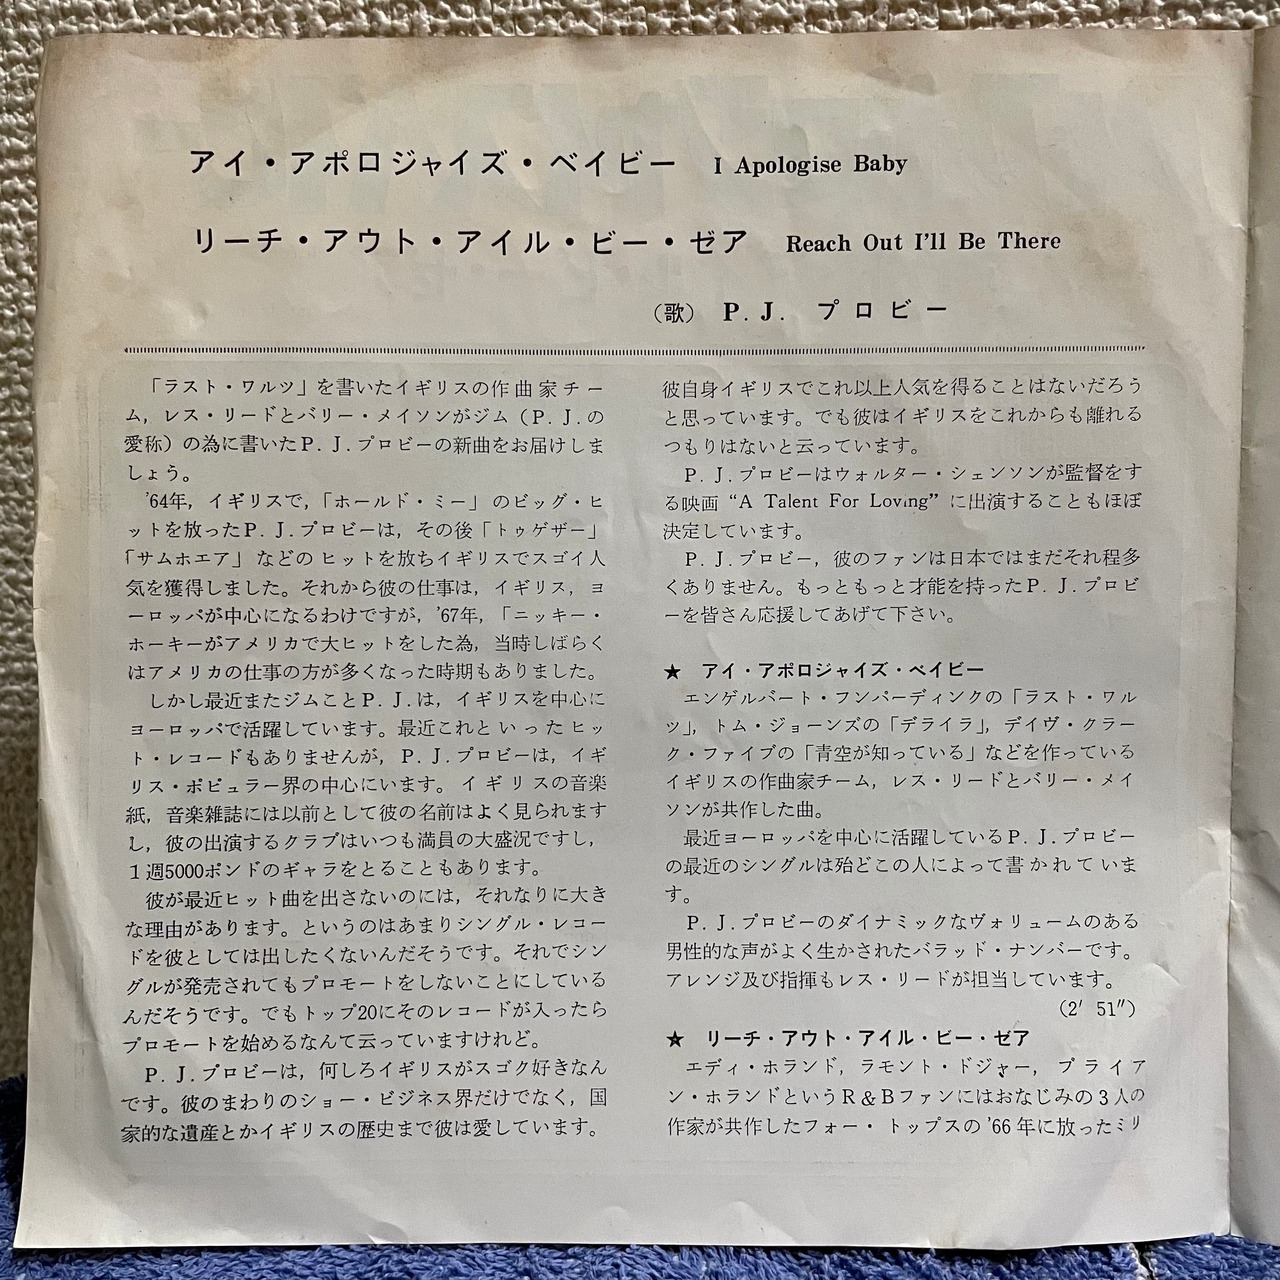 アイ・アポロジャイズ・ベイビー I Apologise Baby
リーチ・アウト・アイル・ビー・ゼア Reach Out I'll Be There
（歌） P.J. プロビー
「ラスト・ワルツ」を書いたイギリスの作曲家チー
ム，レス・リードとバリー・メイソンがジム（P.J.の
愛称）の為に書いたP.J.プロビーの新曲をお届けしま
しょう。
'64年，イギリスで，「ホールド・ミー」のビッグ・ヒ
ットを放ったP.J.プロビーは，その後「トゥゲザー」
「サムホエア」などのヒットを放ちイギリスでスゴイ人
気を獲得しました。それから彼の仕事は，イギリス，ヨ
ーロッパが中心になるわけですが，'67年，「ニッキー・
ホーキーがアメリカで大ヒットをした為，当時しばらく
はアメリカの仕事の方が多くなった時期もありました。
しかし最近またジムことP.J.は，イギリスを中心に
ヨーロッパで活躍しています。最近これといったヒッ
ト・レコードもありませんが，P.J.プロビーは，イギ
リス・ポピュラー界の中心にいます。イギリスの音楽
紙，音楽雑誌には以前として彼の名前はよく見られます
し，彼の出演するクラブはいつも満員の大盛況ですし，
1週5000ポンドのギャラをとることもあります。
彼が最近ヒット曲を出さないのには，それなりに大き
な理由があります。というのはあまりシングル・レコー
ドを彼としては出したくないんだそうです。それでシン
グルが発売されてもプロモートをしないことにしている
んだそうです。でもトップ20にそのレコードが入ったら
プロモートを始めるなんて云っていますけれど。
P.J.プロビーは，何しろイギリスがスゴク好きなん
です。彼のまわりのショー・ビジネス界だけでなく，国
家的な遺産とかイギリスの歴史まで彼は愛しています。
彼自身イギリスでこれ以上人気を得ることはないだろう
と思っています。でも彼はイギリスをこれからも離れる
つもりはないと云っています。
P.J.プロビーはウォルター・シェンソンが監督をす
る映画 “A Talent For Loving” に出演することもほぼ
決定しています。
P.J.プロビー，彼のファンは日本ではまだそれ程多
くありません。もっともっと才能を持ったP.J.プロビ
ーを皆さん応援してあげて下さい。
★ アイ・アポロジャイズ・ベイビー
エンゲルバート・フンパーディンクの「ラスト・ワル
ツ」，トム・ジョーンズの「デライラ」，デイヴ・クラー
ク・ファイブの「青空が知っている」などを作っている
イギリスの作曲家チーム，レス・リードとバリー・メイ
ソンが共作した曲。
最近ヨーロッパを中心に活躍しているP.J.プロビー
の最近のシングルは殆どこの人によって書かれていま
す。
P.J.プロビーのダイナミックなヴォリュームのある
男性的な声がよく生かされたバラッド・ナンバーです。
アレンジ及び指揮もレス・リードが担当しています。
（2′51″）
★ リーチ・アウト・アイル・ビー・ゼア
エディ・ホランド，ラモント・ドジャー，ブライア
ン・ホランドというR＆Bファンにはおなじみの3人の
作家が共作したフォー・トップスの'66年に放ったミリ